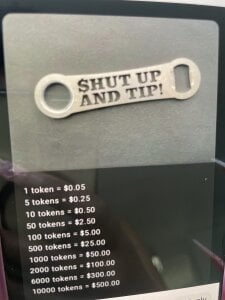 $HUT UP
AND TIP!
1 token = $0.05
5 tokens = $0.25
10 tokens = $0.50
50 tokens = $2.50
100 tokens = $5.00
500 tokens = $25.00
1000 tokens = $50.00
2000 tokens = $100.00
6000 tokens = $300.00
10000 tokens = $500.00